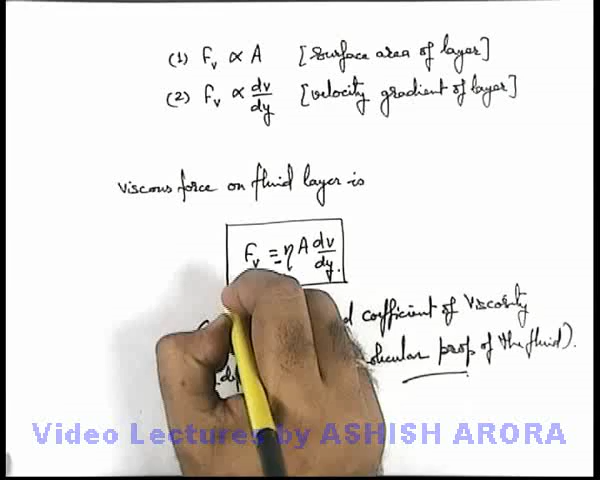 (1) Fᵥ ∝ A [Surface area of layer]
(2) Fᵥ ∝ dv/dy [velocity gradient of layer]
Viscous force on fluid layer is
Fᵥ = η A dv/dy.
coefficient of Viscosity
prop of the fluid).
Video Lectures by ASHISH ARORA